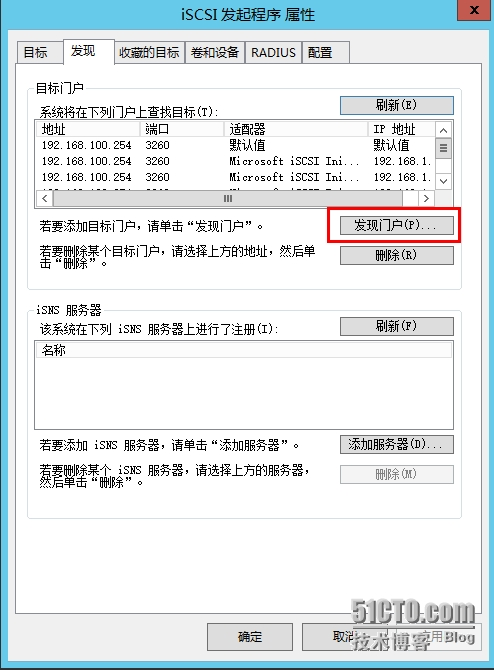 iSCSI 发起程序 属性
x
目标 发现 收藏的目标 卷和设备 RADIUS 配置
目标门户
系统将在下列门户上查找目标(T): 刷新(E)
地址 端口 适配器 IP 地址
192.168.100.254 3260 默认值 默认值
192.168.100.254 3260 Microsoft iSCSI Ini... 192.168.1.
192.168.100.254 3260 Microsoft iSCSI Ini... 192.168.1.
若要添加目标门户,请单击“发现门户”。 发现门户(P)...
若要删除某个目标门户,请选择上方的地址,然后单 删除(R)
击“删除”。
iSNS 服务器
该系统在下列 iSNS 服务器上进行了注册(I): 刷新(F)
名称
若要添加 iSNS 服务器,请单击“添加服务器”。 添加服务器(D)...
若要删除某个 iSNS 服务器,请选择上方的服务器, 删除(M)
然后单击“删除”。
确定 取消 应用
51CTO.com
技术博客 Blog